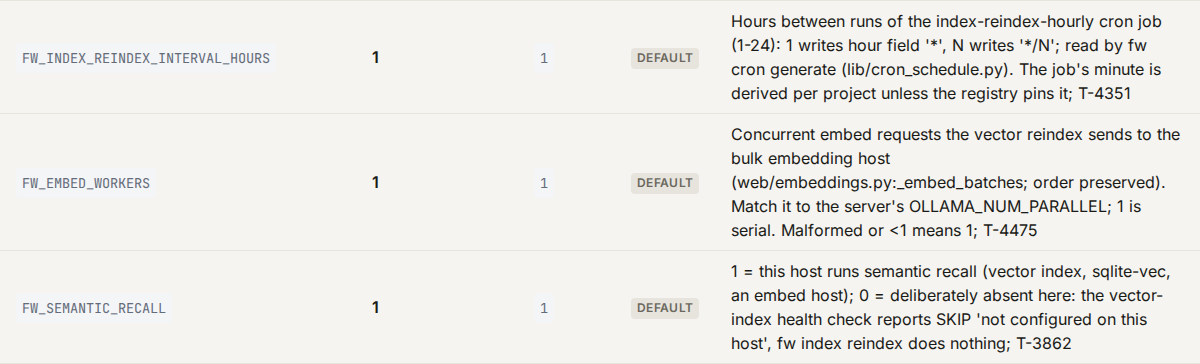 FW_INDEX_REINDEX_INTERVAL_HOURS 1 1 DEFAULT
Hours between runs of the index-reindex-hourly cron job
(1-24): 1 writes hour field '*', N writes '*/N'; read by fw
cron generate (lib/cron_schedule.py). The job's minute is
derived per project unless the registry pins it; T-4351
FW_EMBED_WORKERS 1 1 DEFAULT
Concurrent embed requests the vector reindex sends to the
bulk embedding host
(web/embeddings.py:_embed_batches; order preserved).
Match it to the server's OLLAMA_NUM_PARALLEL; 1 is
serial. Malformed or <1 means 1; T-4475
FW_SEMANTIC_RECALL 1 1 DEFAULT
1 = this host runs semantic recall (vector index, sqlite-vec,
an embed host); 0 = deliberately absent here: the vector-
index health check reports SKIP 'not configured on this
host', fw index reindex does nothing; T-3862